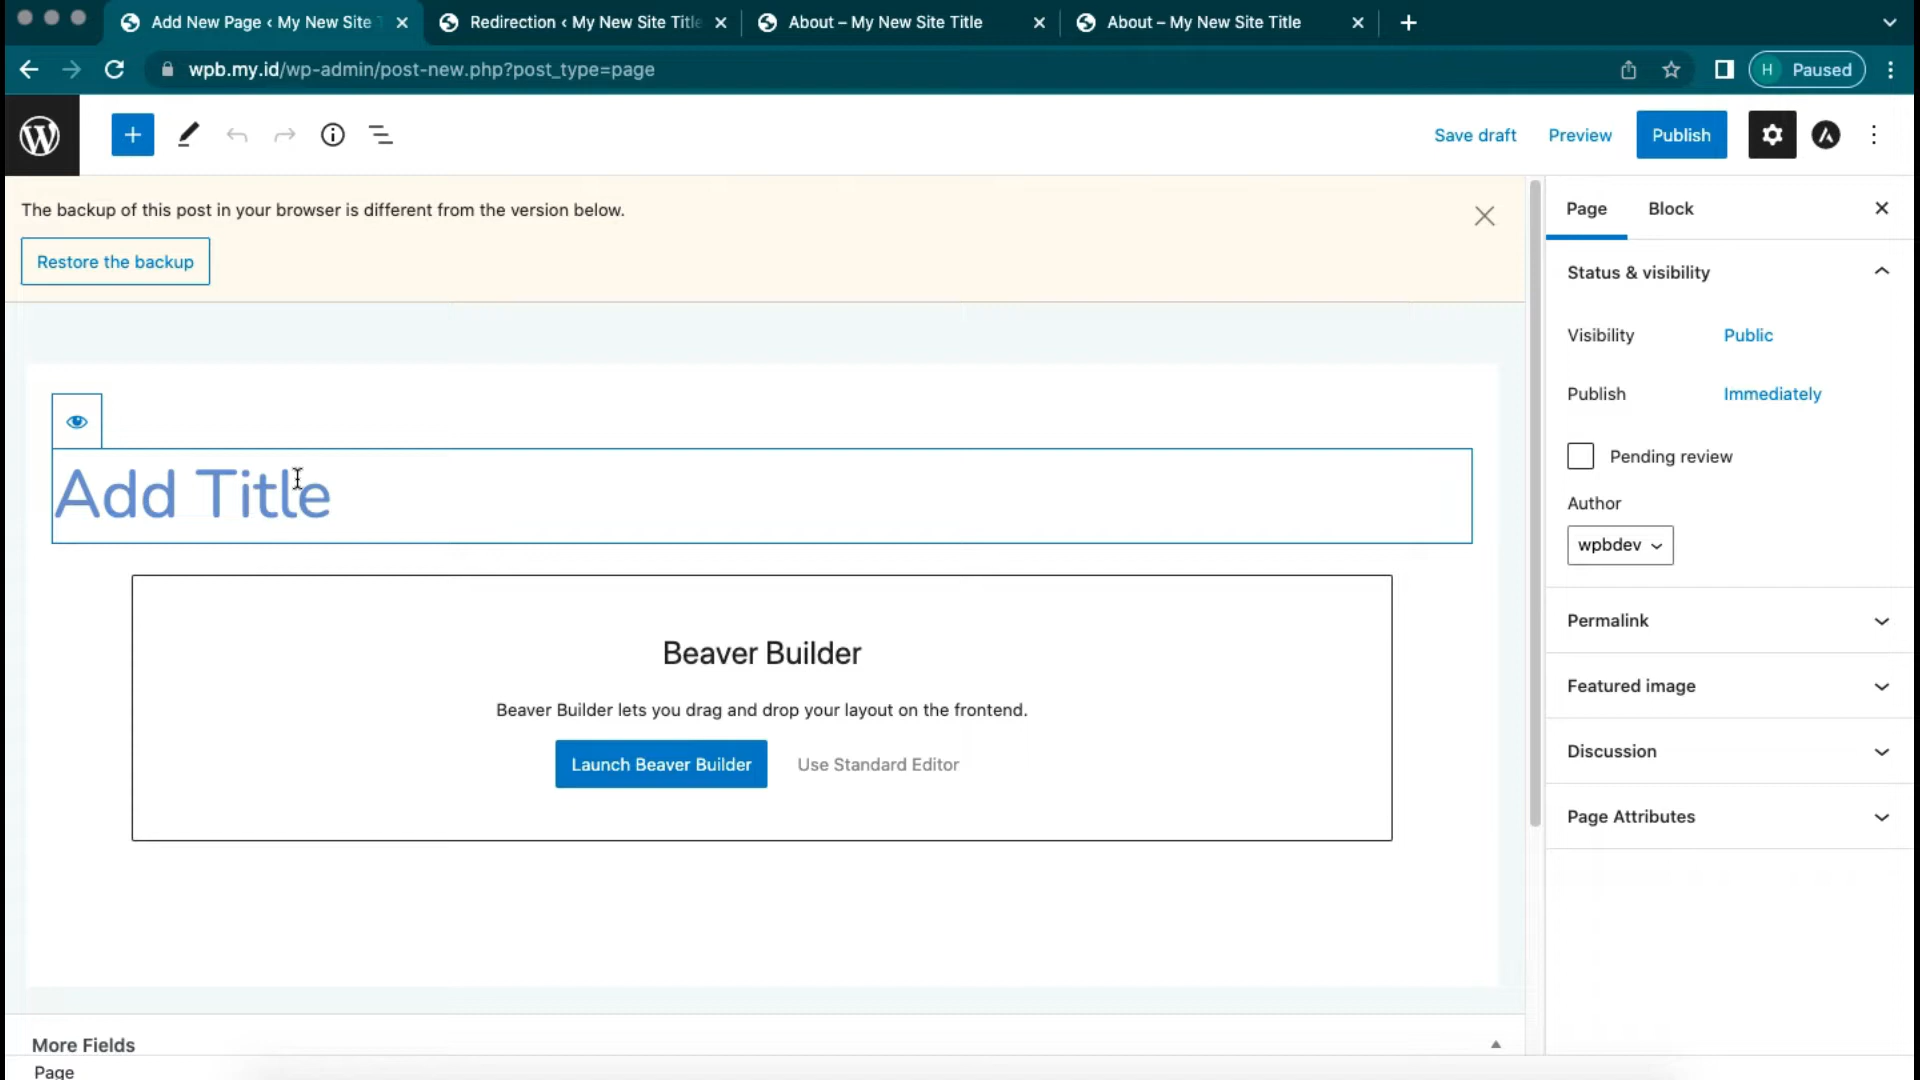 Add New Page ‹ My New Site T
Redirection ‹ My New Site Title
About – My New Site Title
About – My New Site Title
wpb.my.id/wp-admin/post-new.php?post_type=page
H Paused
Save draft
Preview
Publish
The backup of this post in your browser is different from the version below.
Restore the backup
Page
Block
Status & visibility
Visibility
Public
Publish
Immediately
Pending review
Author
wpbdev
Permalink
Featured image
Discussion
Page Attributes
Add Title
Beaver Builder
Beaver Builder lets you drag and drop your layout on the frontend.
Launch Beaver Builder
Use Standard Editor
More Fields
Page